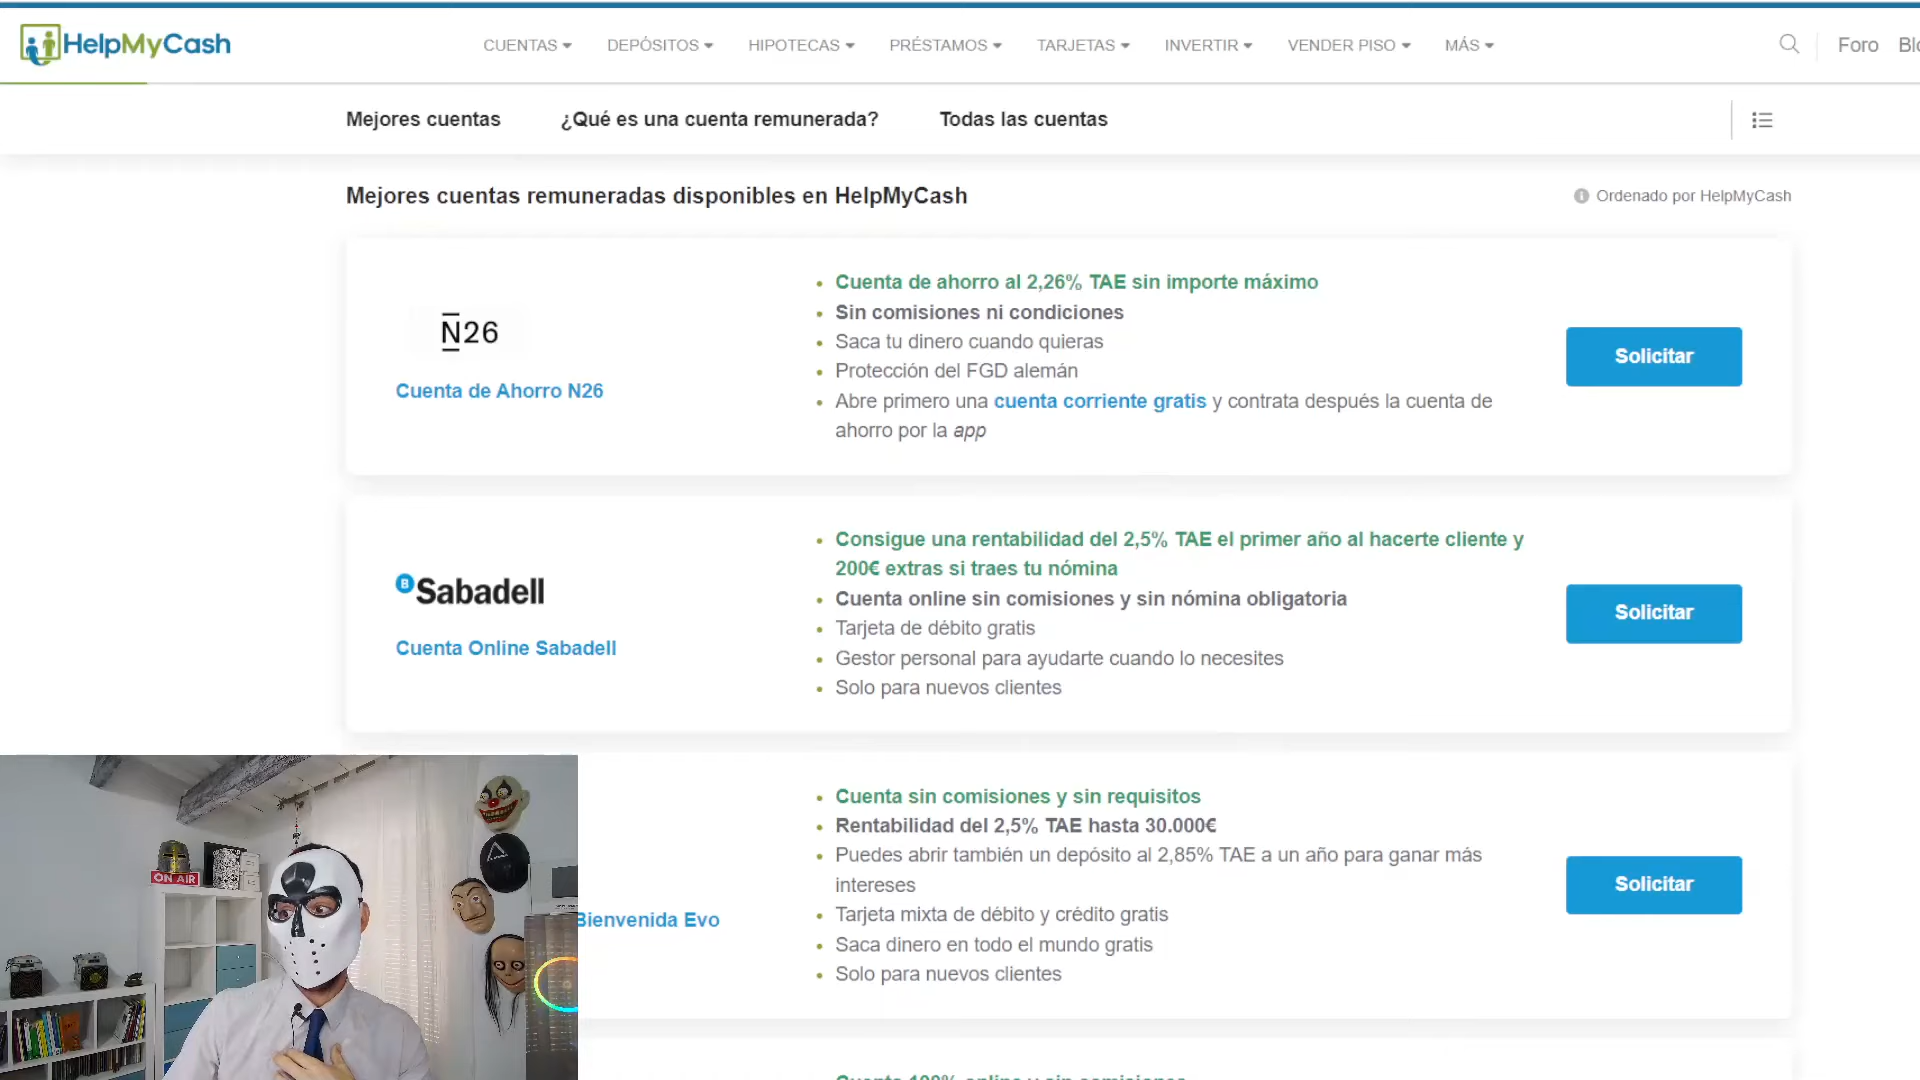 HelpMyCash
CUENTAS
DEPÓSITOS
HIPOTECAS
PRÉSTAMOS
TARJETAS
INVERTIR
VENDER PISO
MÁS
Foro
Mejores cuentas
¿Qué es una cuenta remunerada?
Todas las cuentas
Mejores cuentas remuneradas disponibles en HelpMyCash
Ordenado por HelpMyCash
N26
Cuenta de Ahorro N26
Cuenta de ahorro al 2,26% TAE sin importe máximo
Sin comisiones ni condiciones
Saca tu dinero cuando quieras
Protección del FGD alemán
Abre primero una cuenta corriente gratis y contrata después la cuenta de
ahorro por la app
Solicitar
B Sabadell
Cuenta Online Sabadell
Consigue una rentabilidad del 2,5% TAE el primer año al hacerte cliente y
200€ extras si traes tu nómina
Cuenta online sin comisiones y sin nómina obligatoria
Tarjeta de débito gratis
Gestor personal para ayudarte cuando lo necesites
Solo para nuevos clientes
Solicitar
Bienvenida Evo
Cuenta sin comisiones y sin requisitos
Rentabilidad del 2,5% TAE hasta 30.000€
Puedes abrir también un depósito al 2,85% TAE a un año para ganar más
intereses
Tarjeta mixta de débito y crédito gratis
Saca dinero en todo el mundo gratis
Solo para nuevos clientes
Solicitar
ON AIR
Cuenta 100% online y sin comisiones